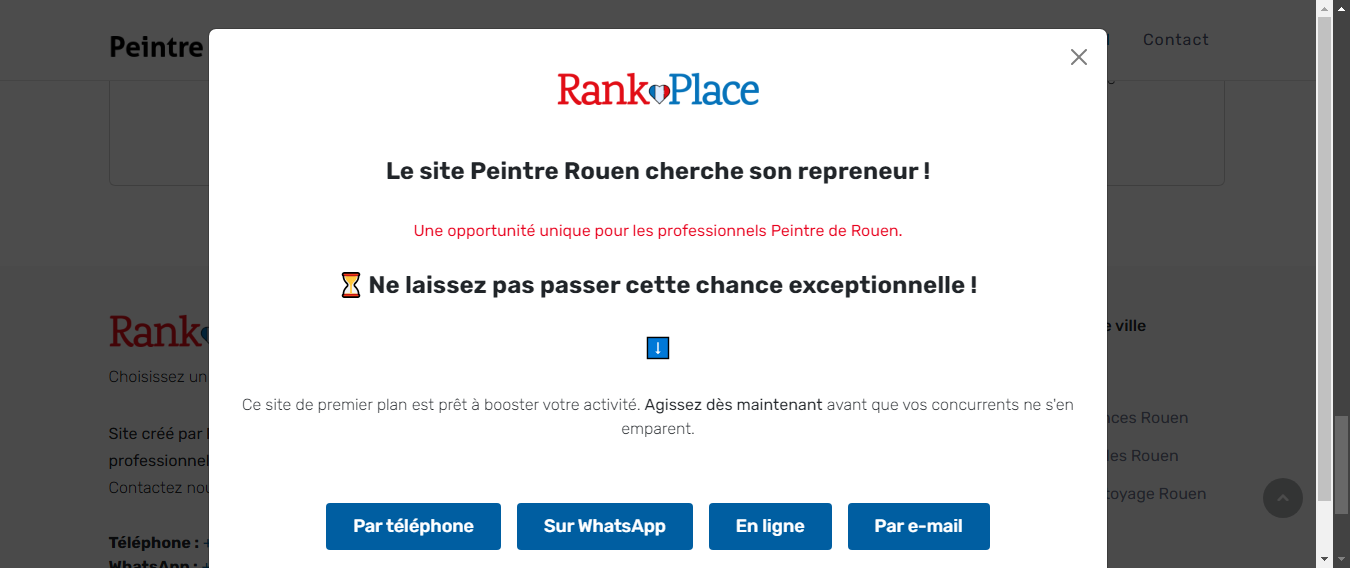 Peintre
Contact
Rank Place
Le site Peintre Rouen cherche son repreneur !
Une opportunité unique pour les professionnels Peintre de Rouen.
⏳ Ne laissez pas passer cette chance exceptionnelle !
↓
Ce site de premier plan est prêt à booster votre activité. Agissez dès maintenant avant que vos concurrents ne s'en
emparent.
Par téléphone
Sur WhatsApp
En ligne
Par e-mail
Rank
Choisissez un
Site créé par
professionnel
Contactez nou
Téléphone :
WhatsApp :
ville
Rouen
Rouen
Rouen